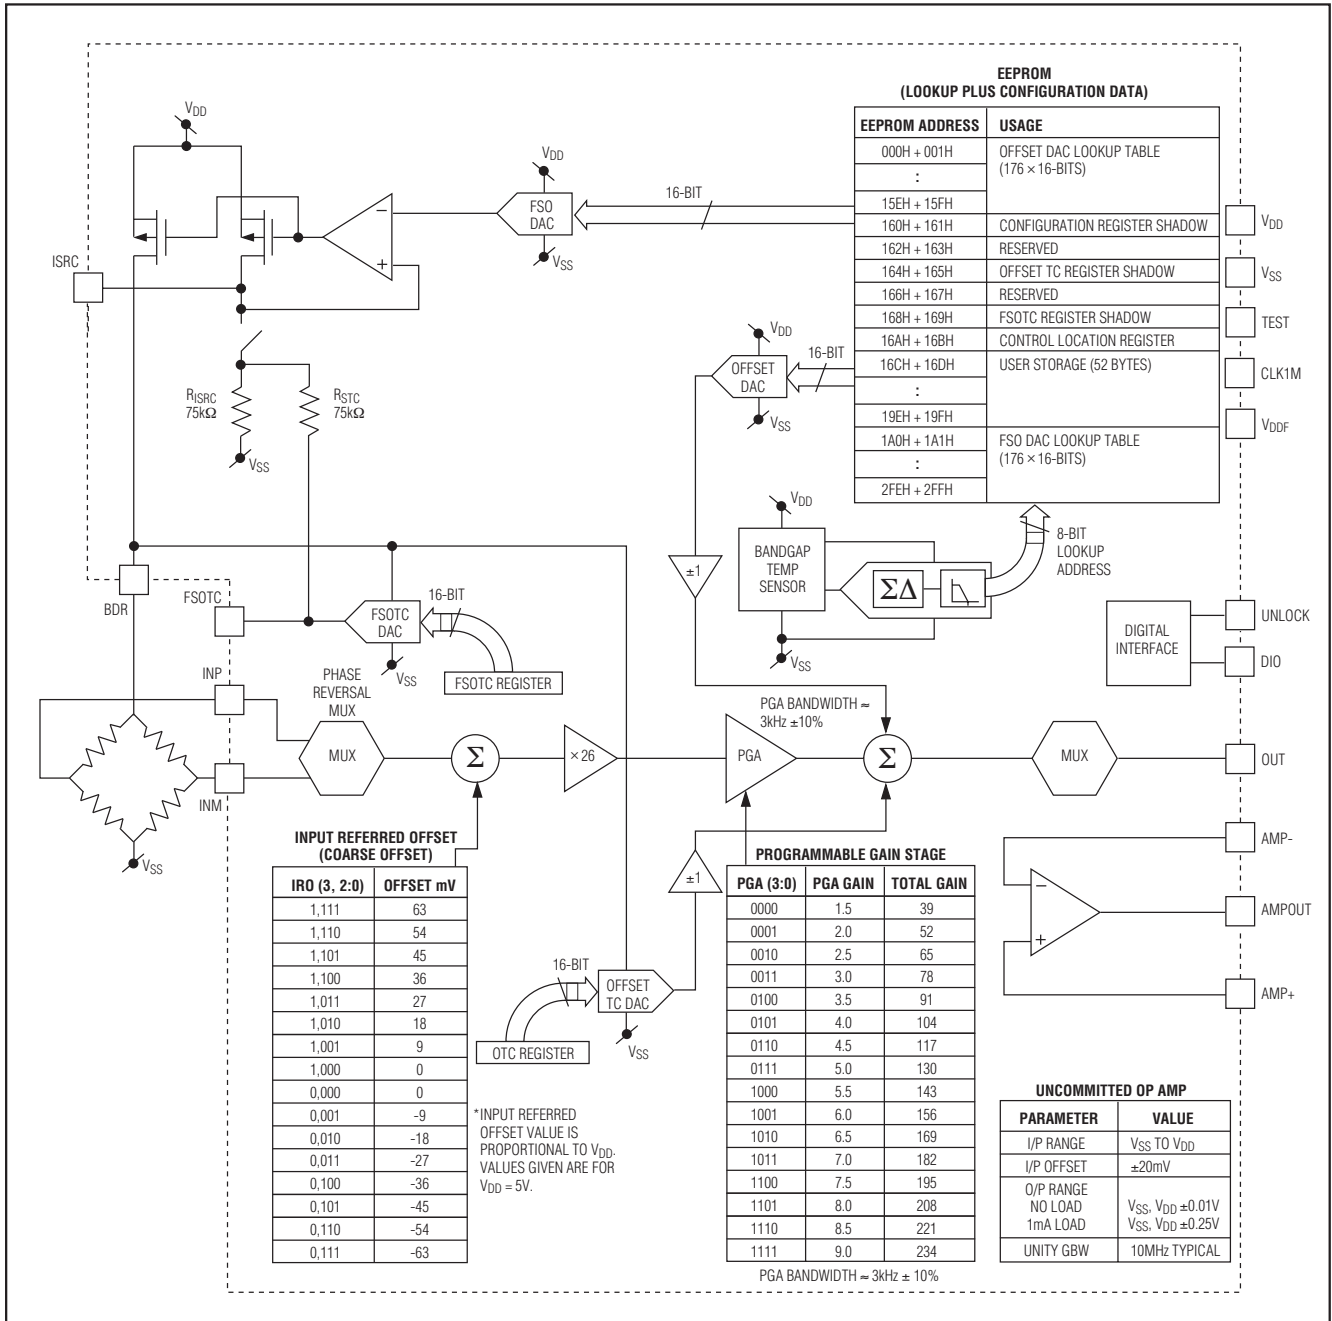 EEPROM
(LOOKUP PLUS CONFIGURATION DATA)
EEPROM ADDRESS USAGE
000H + 001H OFFSET DAC LOOKUP TABLE
(176 × 16-BITS)
:
15EH + 15FH
160H + 161H CONFIGURATION REGISTER SHADOW
162H + 163H RESERVED
164H + 165H OFFSET TC REGISTER SHADOW
166H + 167H RESERVED
168H + 169H FSOTC REGISTER SHADOW
16AH + 16BH CONTROL LOCATION REGISTER
16CH + 16DH USER STORAGE (52 BYTES)
:
19EH + 19FH
1A0H + 1A1H FSO DAC LOOKUP TABLE
(176 × 16-BITS)
:
2FEH + 2FFH
VDD
VDD
FSO
DAC
VSS
16-BIT
−
+
ISRC
RISRC
75kΩ
RSTC
75kΩ
VSS
VDD
OFFSET
DAC
VSS
16-BIT
VDD
VSS
TEST
CLK1M
VDDF
VDD
BANDGAP
TEMP
SENSOR
VSS
ΣΔ
8-BIT
LOOKUP
ADDRESS
±1
BDR
FSOTC
FSOTC
DAC
VSS
16-BIT
FSOTC REGISTER
DIGITAL
INTERFACE
UNLOCK
DIO
INP
INM
VSS
PHASE
REVERSAL
MUX
MUX
Σ
×26
PGA BANDWIDTH ≈
3kHz ±10%
PGA
Σ
MUX
OUT
INPUT REFERRED OFFSET
(COARSE OFFSET)
IRO (3, 2:0) OFFSET mV
1,111 63
1,110 54
1,101 45
1,100 36
1,011 27
1,010 18
1,001 9
1,000 0
0,000 0
0,001 -9
0,010 -18
0,011 -27
0,100 -36
0,101 -45
0,110 -54
0,111 -63
*INPUT REFERRED
OFFSET VALUE IS
PROPORTIONAL TO VDD.
VALUES GIVEN ARE FOR
VDD = 5V.
16-BIT
OTC REGISTER
OFFSET
TC DAC
VSS
±1
PROGRAMMABLE GAIN STAGE
PGA (3:0) PGA GAIN TOTAL GAIN
0000 1.5 39
0001 2.0 52
0010 2.5 65
0011 3.0 78
0100 3.5 91
0101 4.0 104
0110 4.5 117
0111 5.0 130
1000 5.5 143
1001 6.0 156
1010 6.5 169
1011 7.0 182
1100 7.5 195
1101 8.0 208
1110 8.5 221
1111 9.0 234
PGA BANDWIDTH ≈ 3kHz ± 10%
AMP-
−
AMPOUT
+
AMP+
UNCOMMITTED OP AMP
PARAMETER VALUE
I/P RANGE VSS TO VDD
I/P OFFSET ±20mV
O/P RANGE
NO LOAD VSS, VDD ±0.01V
1mA LOAD VSS, VDD ±0.25V
UNITY GBW 10MHz TYPICAL